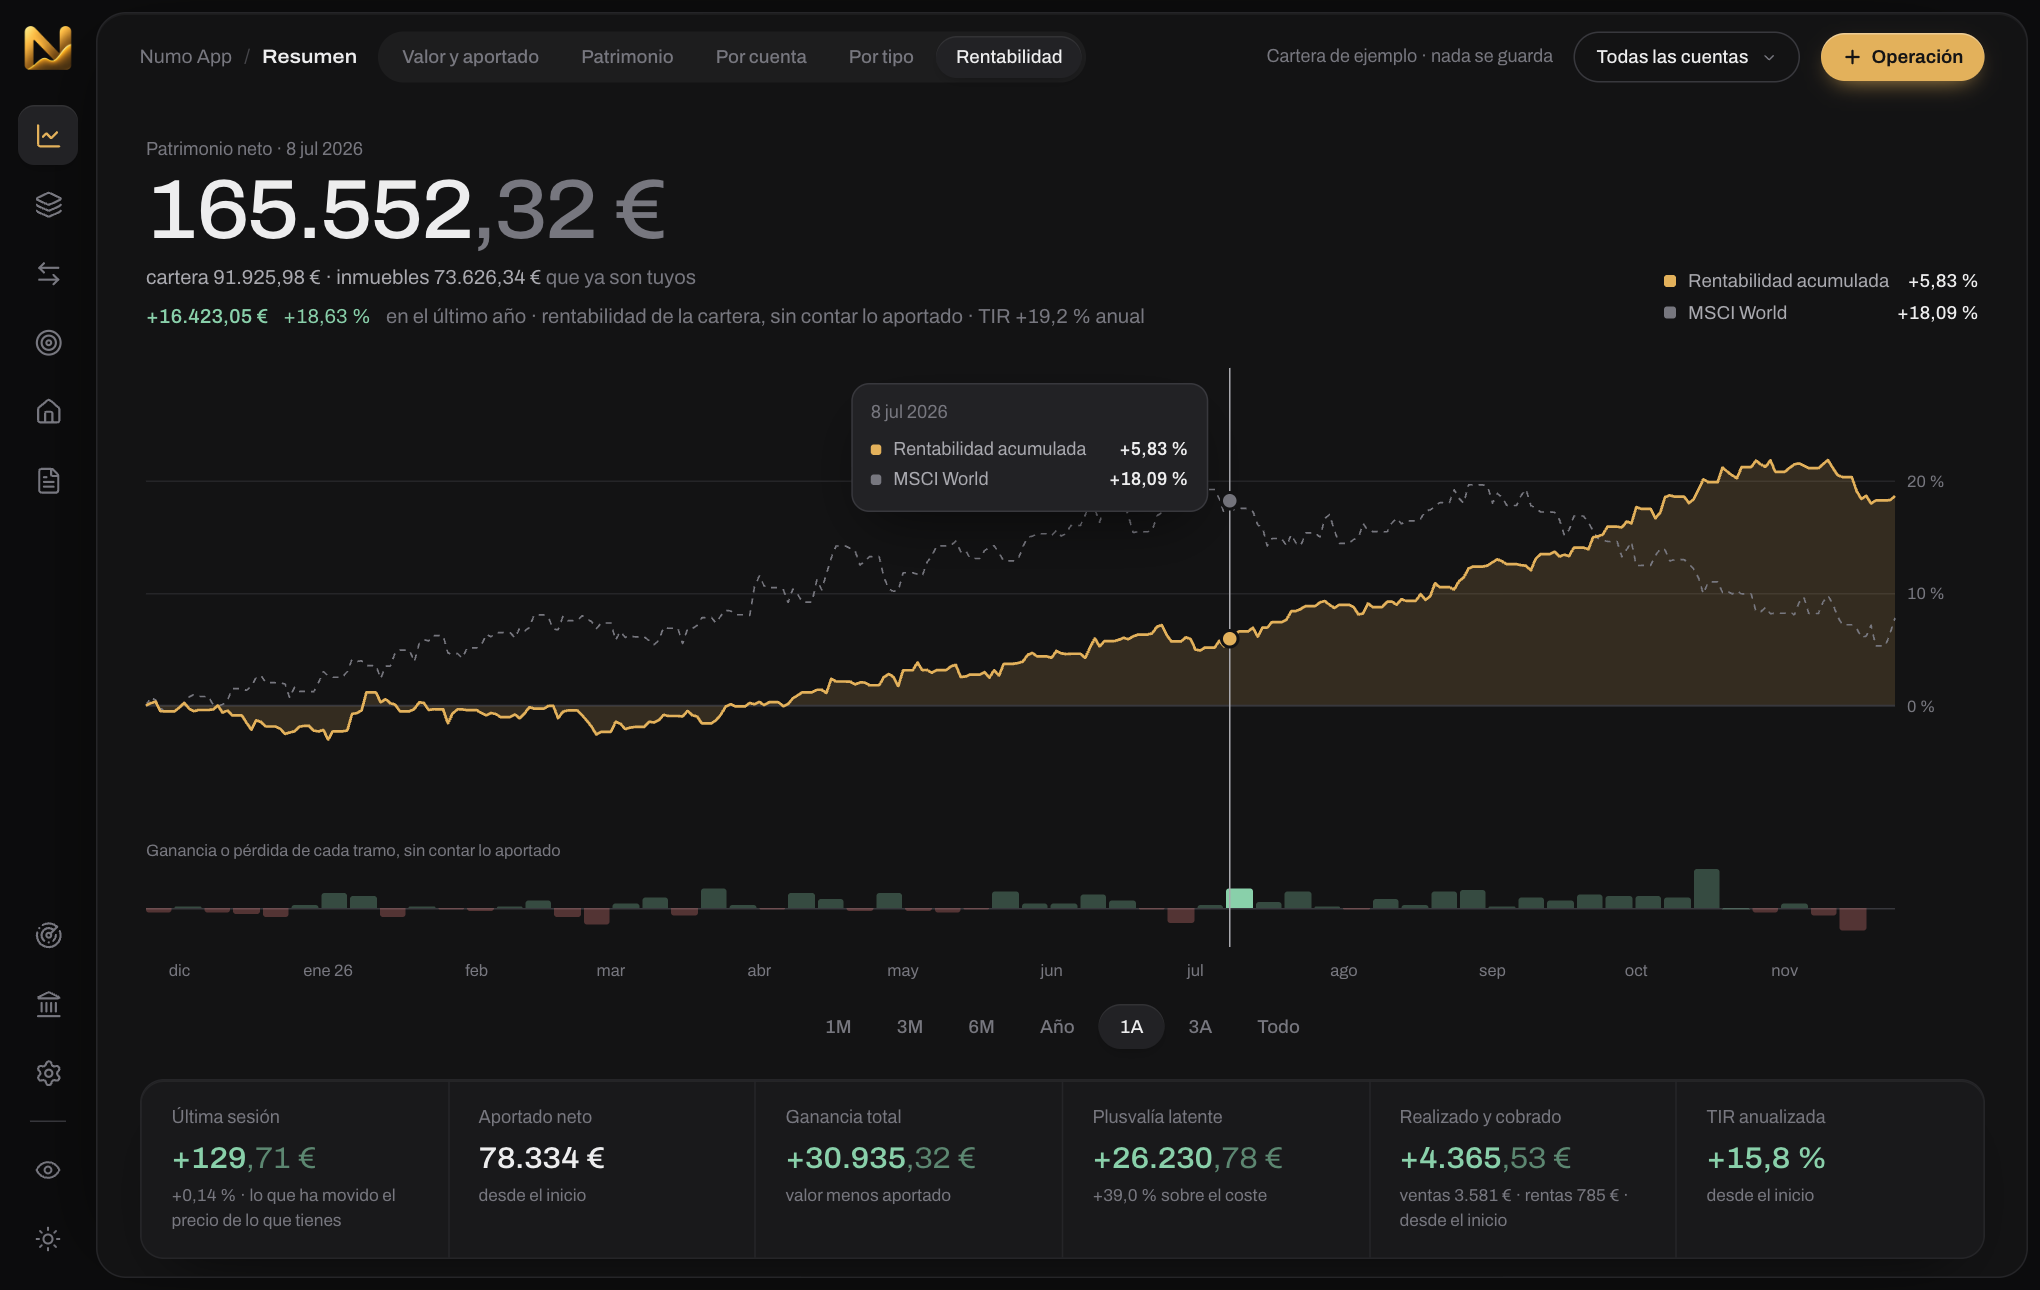 Numo App / Resumen
Valor y aportado
Patrimonio
Por cuenta
Por tipo
Rentabilidad
Cartera de ejemplo · nada se guarda
Todas las cuentas
+ Operación
Patrimonio neto · 8 jul 2026
165.552,32 €
cartera 91.925,98 € · inmuebles 73.626,34 € que ya son tuyos
+16.423,05 € +18,63 % en el último año · rentabilidad de la cartera, sin contar lo aportado · TIR +19,2 % anual
Rentabilidad acumulada +5,83 %
MSCI World +18,09 %
8 jul 2026
Rentabilidad acumulada +5,83 %
MSCI World +18,09 %
20 %
10 %
0 %
Ganancia o pérdida de cada tramo, sin contar lo aportado
dic
ene 26
feb
mar
abr
may
jun
jul
ago
sep
oct
nov
1M
3M
6M
Año
1A
3A
Todo
Última sesión
+129,71 €
+0,14 % · lo que ha movido el
precio de lo que tienes
Aportado neto
78.334 €
desde el inicio
Ganancia total
+30.935,32 €
valor menos aportado
Plusvalía latente
+26.230,78 €
+39,0 % sobre el coste
Realizado y cobrado
+4.365,53 €
ventas 3.581 € · rentas 785 € ·
desde el inicio
TIR anualizada
+15,8 %
desde el inicio